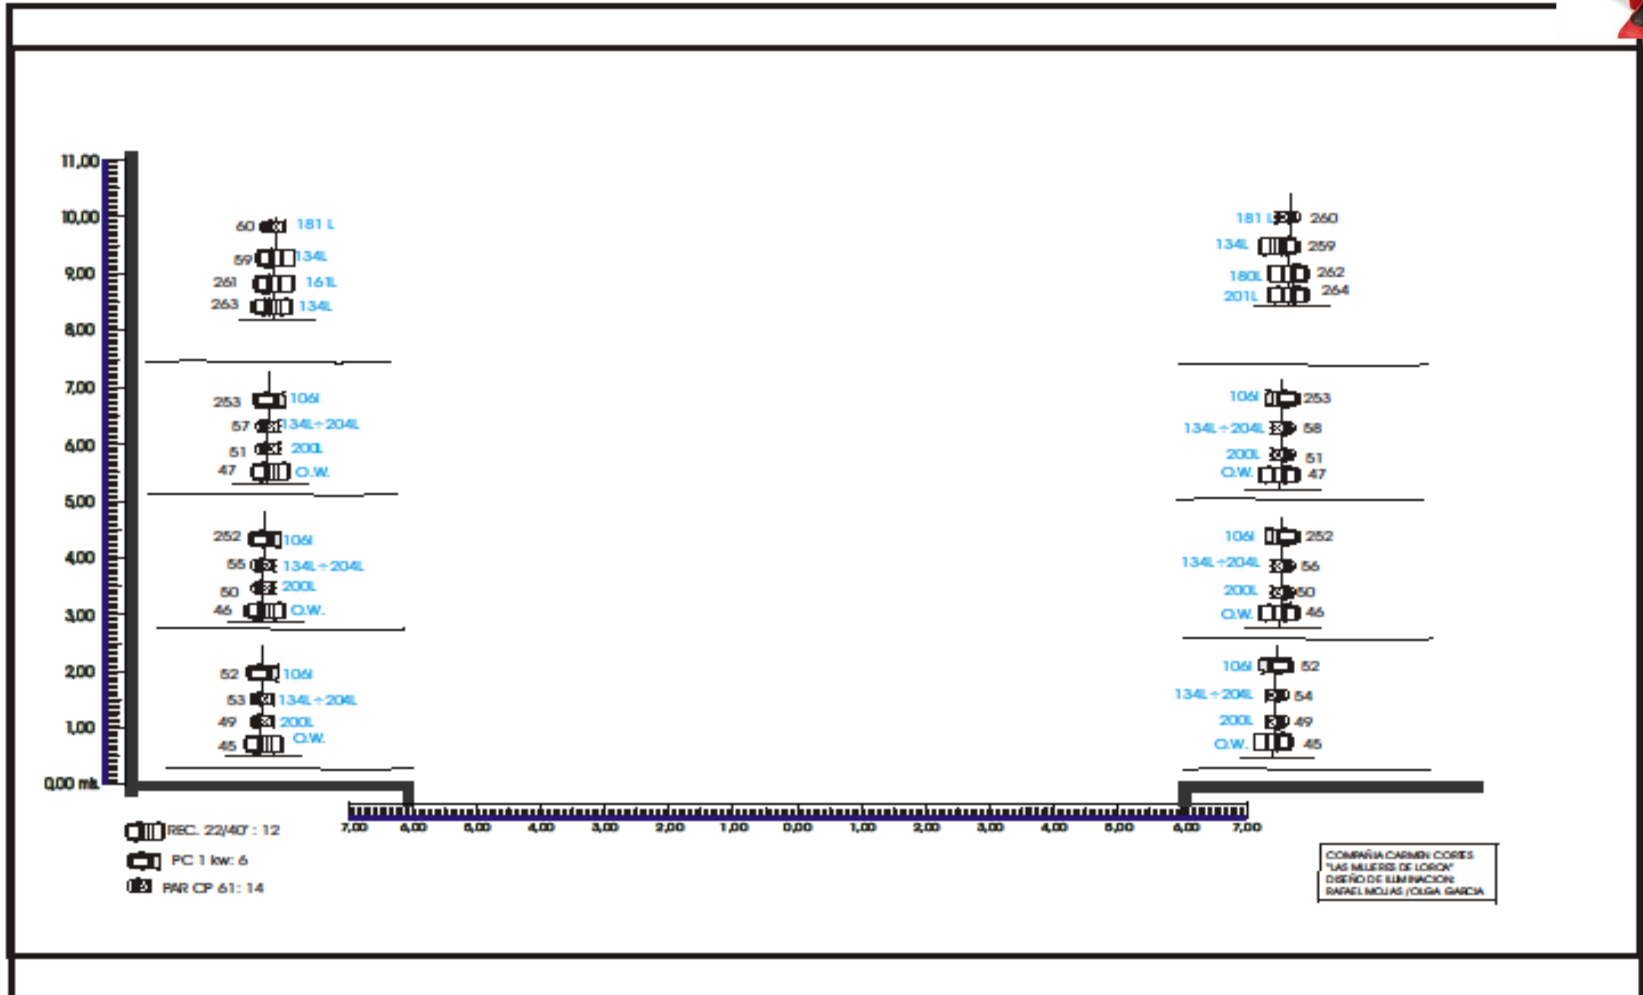 11,00
10,00
9,00
8,00
7,00
6,00
5,00
4,00
3,00
2,00
1,00
0,00 mts.
60 181 L
59 134L
261 161L
263 134L
253 106I
57 134L÷204L
51 200L
47 O.W.
252 106I
55 134L÷204L
50 200L
46 O.W.
52 106I
53 134L÷204L
49 200L
45 O.W.
181 L 260
134L 259
180L 262
201L 264
106I 253
134L÷204L 58
200L 51
O.W. 47
106I 252
134L÷204L 56
200L 50
O.W. 46
106I 52
134L÷204L 54
200L 49
O.W. 45
7,00 6,00 5,00 4,00 3,00 2,00 1,00 0,00 1,00 2,00 3,00 4,00 5,00 6,00 7,00
REC. 22/40º : 12
PC 1 kw: 6
PAR CP 61: 14
COMPAÑIA CARMEN CORTES
"LAS MUJERES DE LORCA"
DISEÑO DE ILUMINACION:
RAFAEL MOJAS /OLGA GARCIA